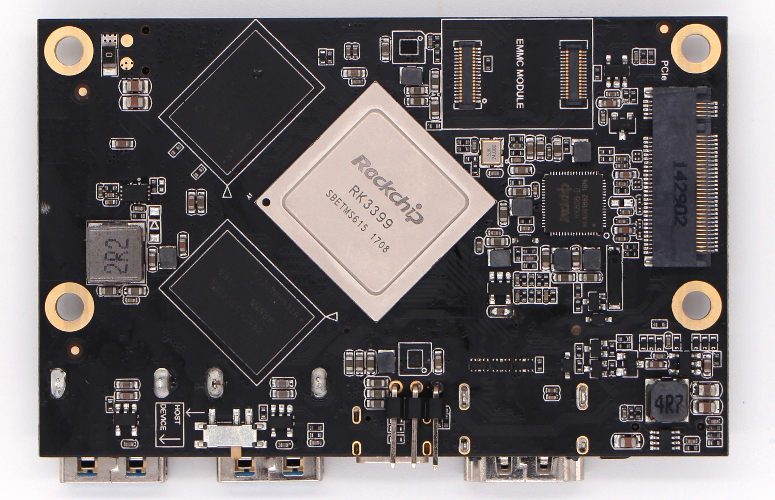 EMMC MODULE
PCIe
Rockchip
RK3399
SBETMS615 1708
142902
2R2
HOST
DEVICE
4R7